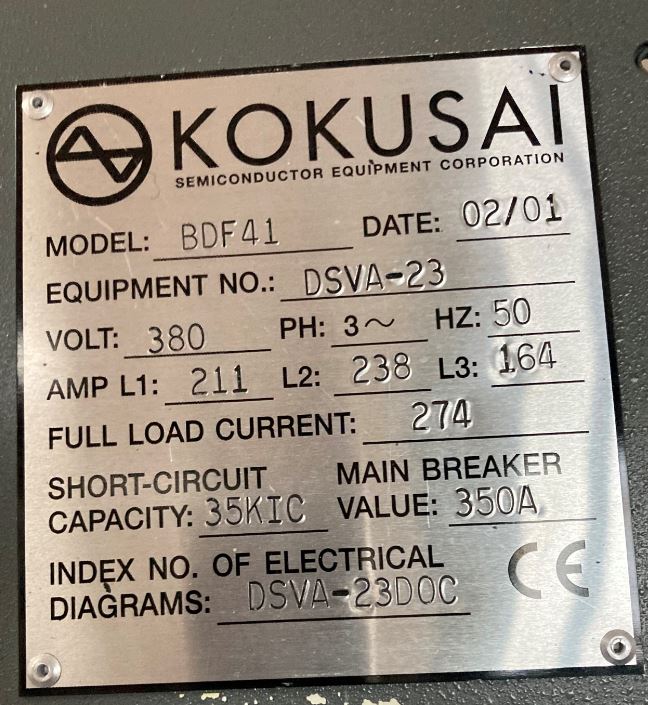 KOKUSAI
SEMICONDUCTOR EQUIPMENT CORPORATION
MODEL: BDF41 DATE: 02/01
EQUIPMENT NO.: DSVA-23
VOLT: 380 PH: 3~ HZ: 50
AMP L1: 211 L2: 238 L3: 164
FULL LOAD CURRENT: 274
SHORT-CIRCUIT MAIN BREAKER
CAPACITY: 35KIC VALUE: 350A
INDEX NO. OF ELECTRICAL CE
DIAGRAMS: DSVA-23DOC